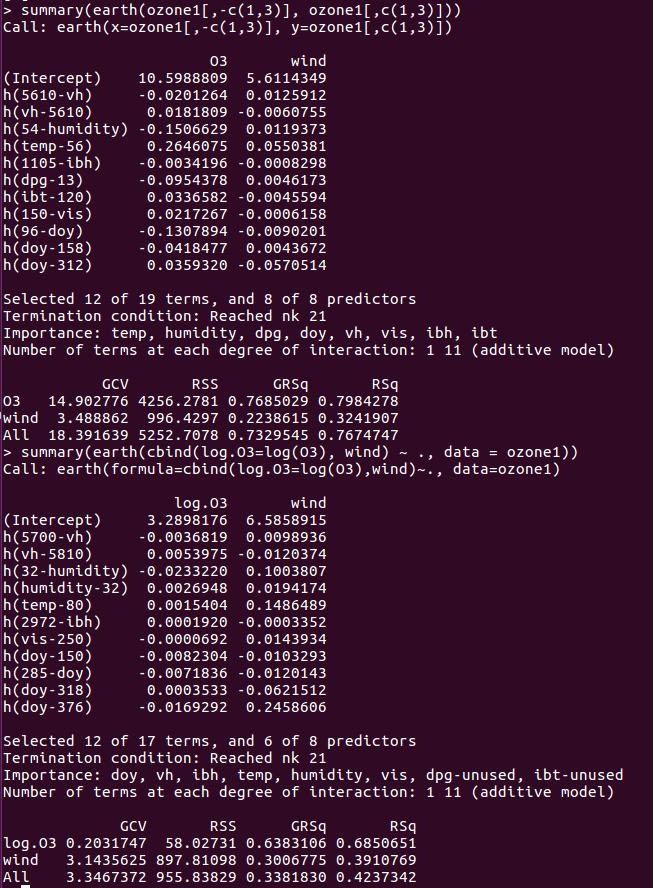 > summary(earth(ozone1[,-c(1,3)], ozone1[,c(1,3)]))
Call: earth(x=ozone1[,-c(1,3)], y=ozone1[,c(1,3)])

                       O3       wind
(Intercept)    10.5988809  5.6114349
h(5610-vh)     -0.0201264  0.0125912
h(vh-5610)      0.0181809 -0.0060755
h(54-humidity) -0.1506629  0.0119373
h(temp-56)      0.2646075  0.0550381
h(1105-ibh)    -0.0034196 -0.0008298
h(dpg-13)      -0.0954378  0.0046173
h(ibt-120)      0.0336582 -0.0045594
h(150-vis)      0.0217267 -0.0006158
h(96-doy)      -0.1307894 -0.0090201
h(doy-158)     -0.0418477  0.0043672
h(doy-312)      0.0359320 -0.0570514

Selected 12 of 19 terms, and 8 of 8 predictors
Termination condition: Reached nk 21
Importance: temp, humidity, dpg, doy, vh, vis, ibh, ibt
Number of terms at each degree of interaction: 1 11 (additive model)

           GCV       RSS      GRSq       RSq
O3   14.902776 4256.2781 0.7685029 0.7984278
wind  3.488862  996.4297 0.2238615 0.3241907
All  18.391639 5252.7078 0.7329545 0.7674747
> summary(earth(cbind(log.O3=log(O3), wind) ~ ., data = ozone1))
Call: earth(formula=cbind(log.O3=log(O3),wind)~., data=ozone1)

                   log.O3       wind
(Intercept)     3.2898176  6.5858915
h(5700-vh)     -0.0036819  0.0098936
h(vh-5810)      0.0053975 -0.0120374
h(32-humidity) -0.0233220  0.1003807
h(humidity-32)  0.0026948  0.0194174
h(temp-80)      0.0015404  0.1486489
h(2972-ibh)     0.0001920 -0.0003352
h(vis-250)     -0.0000692  0.0143934
h(doy-150)     -0.0082304 -0.0103293
h(285-doy)     -0.0071836 -0.0120143
h(doy-318)      0.0003533 -0.0621512
h(doy-376)     -0.0169292  0.2458606

Selected 12 of 17 terms, and 6 of 8 predictors
Termination condition: Reached nk 21
Importance: doy, vh, ibh, temp, humidity, vis, dpg-unused, ibt-unused
Number of terms at each degree of interaction: 1 11 (additive model)

             GCV       RSS      GRSq       RSq
log.O3 0.2031747  58.02731 0.6383106 0.6850651
wind   3.1435625 897.81098 0.3006775 0.3910769
All    3.3467372 955.83829 0.3381830 0.4237342